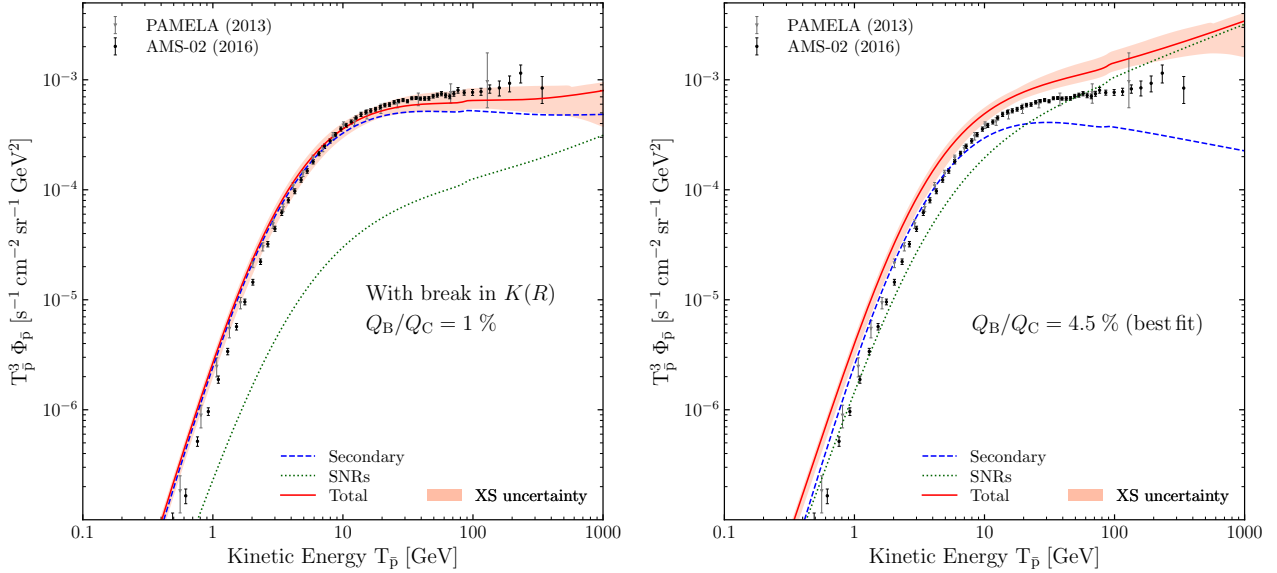 PAMELA (2013)
AMS-02 (2016)
10⁻³
10⁻⁴
10⁻⁵
10⁻⁶
T³p̄ Φp̄ [s⁻¹ cm⁻² sr⁻¹ GeV²]
With break in K(R)
Q_B/Q_C = 1 %
Secondary
SNRs
Total
XS uncertainty
0.1 1 10 100 1000
Kinetic Energy Tp̄ [GeV]
PAMELA (2013)
AMS-02 (2016)
10⁻³
10⁻⁴
10⁻⁵
10⁻⁶
T³p̄ Φp̄ [s⁻¹ cm⁻² sr⁻¹ GeV²]
Q_B/Q_C = 4.5 % (best fit)
Secondary
SNRs
Total
XS uncertainty
0.1 1 10 100 1000
Kinetic Energy Tp̄ [GeV]